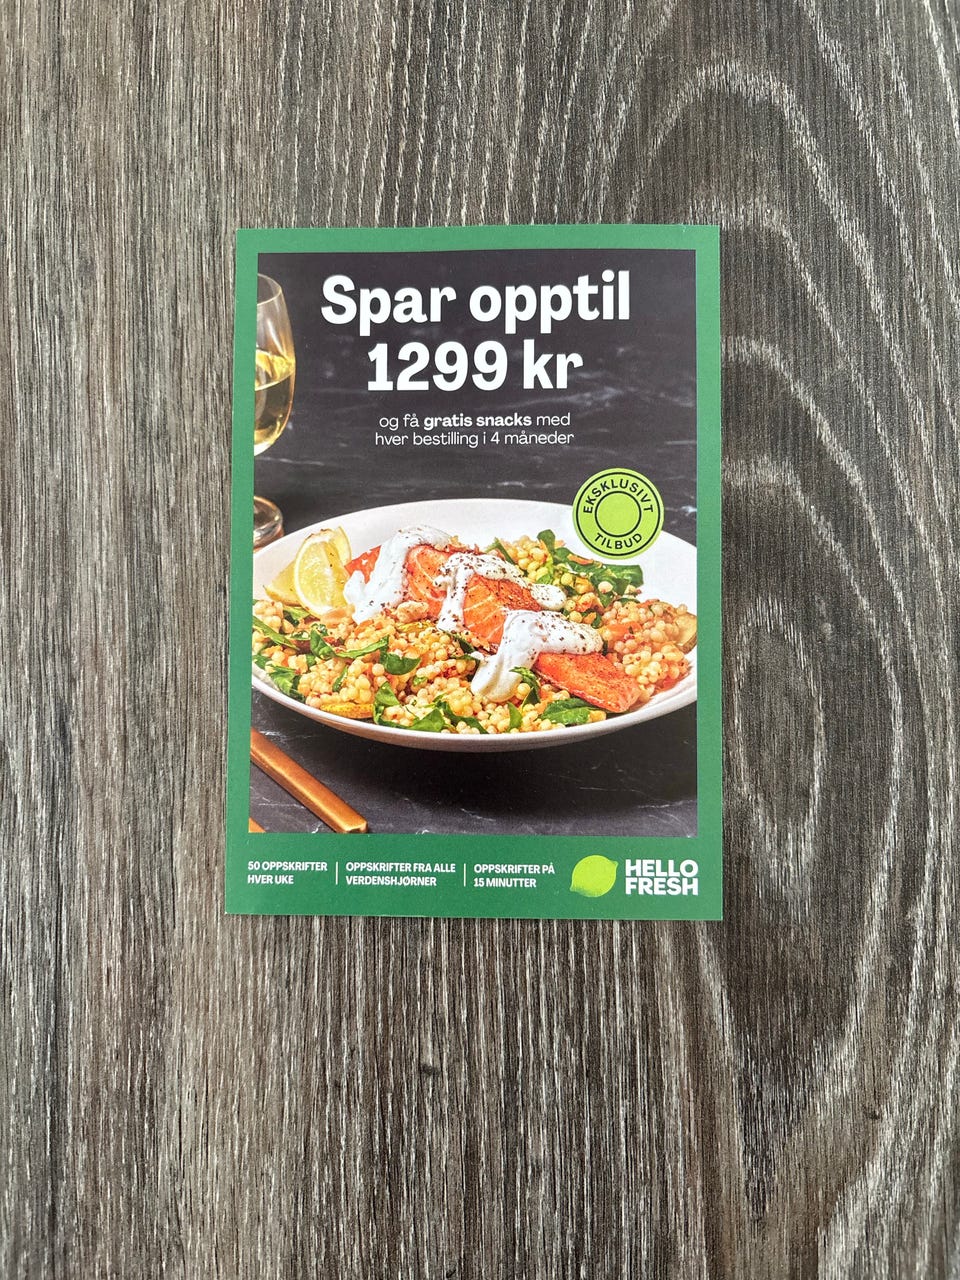 Spar opptil
1299 kr
og få gratis snacks med
hver bestilling i 4 måneder
EKSKLUSIVT
TILBUD
50 OPPSKRIFTER
HVER UKE
OPPSKRIFTER FRA ALLE
VERDENSHJØRNER
OPPSKRIFTER PÅ
15 MINUTTER
HELLO
FRESH